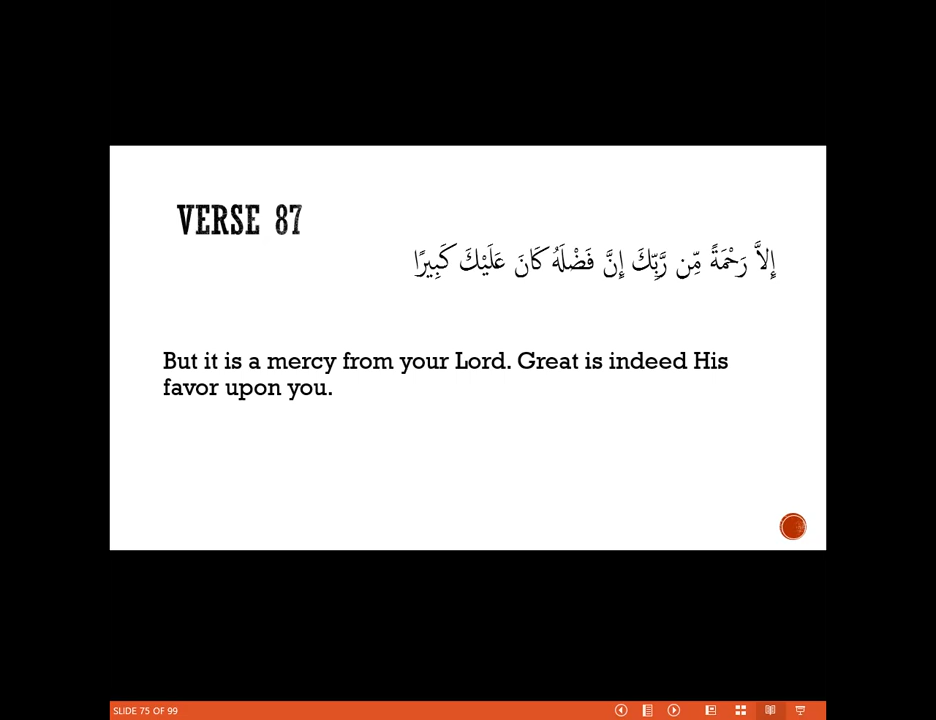 VERSE 87
إِلاَّ رَحْمَةً مِّن رَّبِّكَ إِنَّ فَضْلَهُ كَانَ عَلَيْكَ كَبِيرًا
But it is a mercy from your Lord. Great is indeed His
favor upon you.
SLIDE 75 OF 99